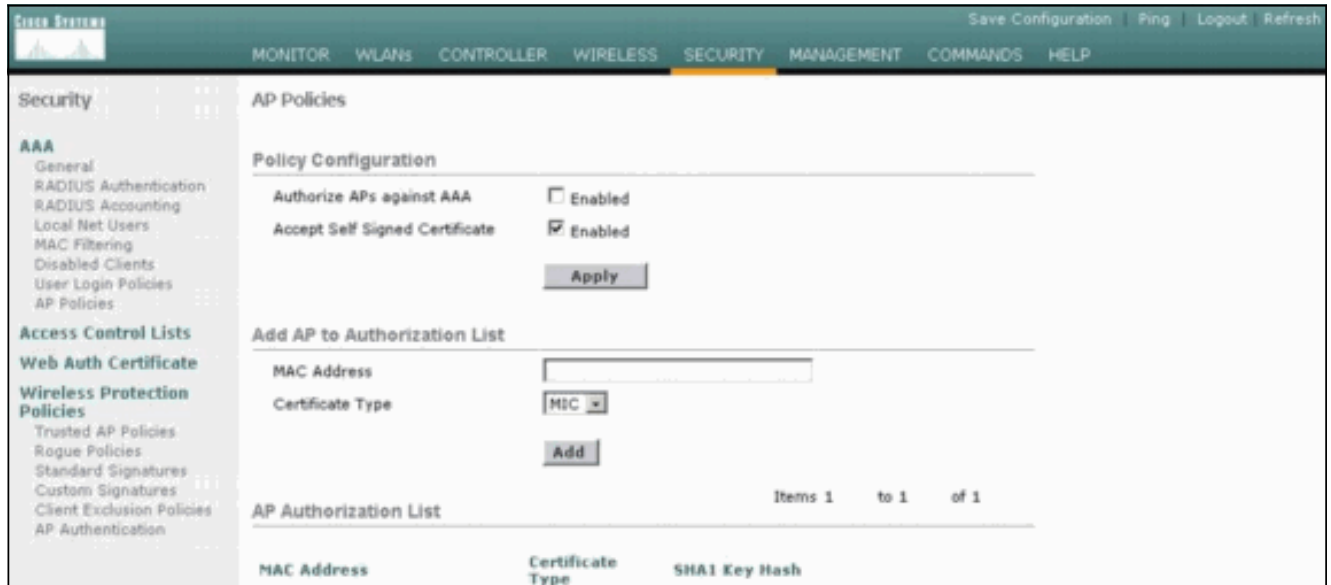 CISCO SYSTEMS
Save Configuration | Ping | Logout | Refresh
MONITOR WLANs CONTROLLER WIRELESS SECURITY MANAGEMENT COMMANDS HELP
Security
AAA
General
RADIUS Authentication
RADIUS Accounting
Local Net Users
MAC Filtering
Disabled Clients
User Login Policies
AP Policies
Access Control Lists
Web Auth Certificate
Wireless Protection
Policies
Trusted AP Policies
Rogue Policies
Standard Signatures
Custom Signatures
Client Exclusion Policies
AP Authentication
AP Policies
Policy Configuration
Authorize APs against AAA Enabled
Accept Self Signed Certificate Enabled
Apply
Add AP to Authorization List
MAC Address
Certificate Type MIC
Add
Items 1 to 1 of 1
AP Authorization List
MAC Address Certificate Type SHA1 Key Hash